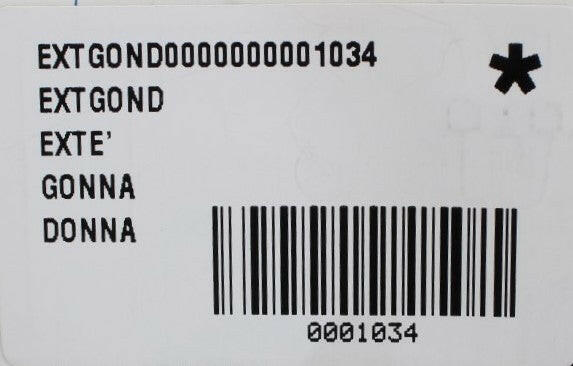 EXTGOND0000000001034
EXTGOND
EXTE'
GONNA
DONNA
*
0001034